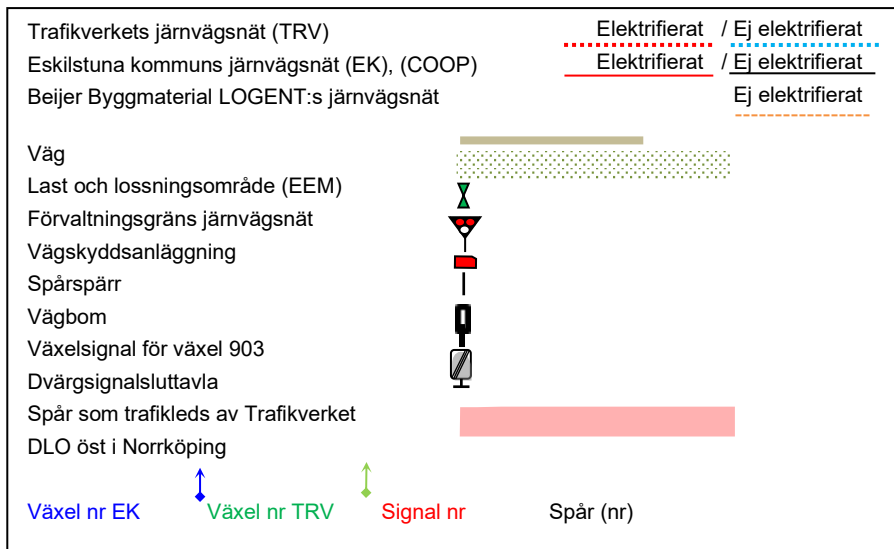 Trafikverkets järnvägsnät (TRV) Elektrifierat / Ej elektrifierat
Eskilstuna kommuns järnvägsnät (EK), (COOP) Elektrifierat / Ej elektrifierat
Beijer Byggmaterial LOGENT:s järnvägsnät Ej elektrifierat
Väg
Last och lossningsområde (EEM)
Förvaltningsgräns järnvägsnät
Vägskyddsanläggning
Spårspärr
Vägbom
Växelsignal för växel 903
Dvärgsignalsluttavla
Spår som trafikleds av Trafikverket
DLO öst i Norrköping
Växel nr EK Växel nr TRV Signal nr Spår (nr)